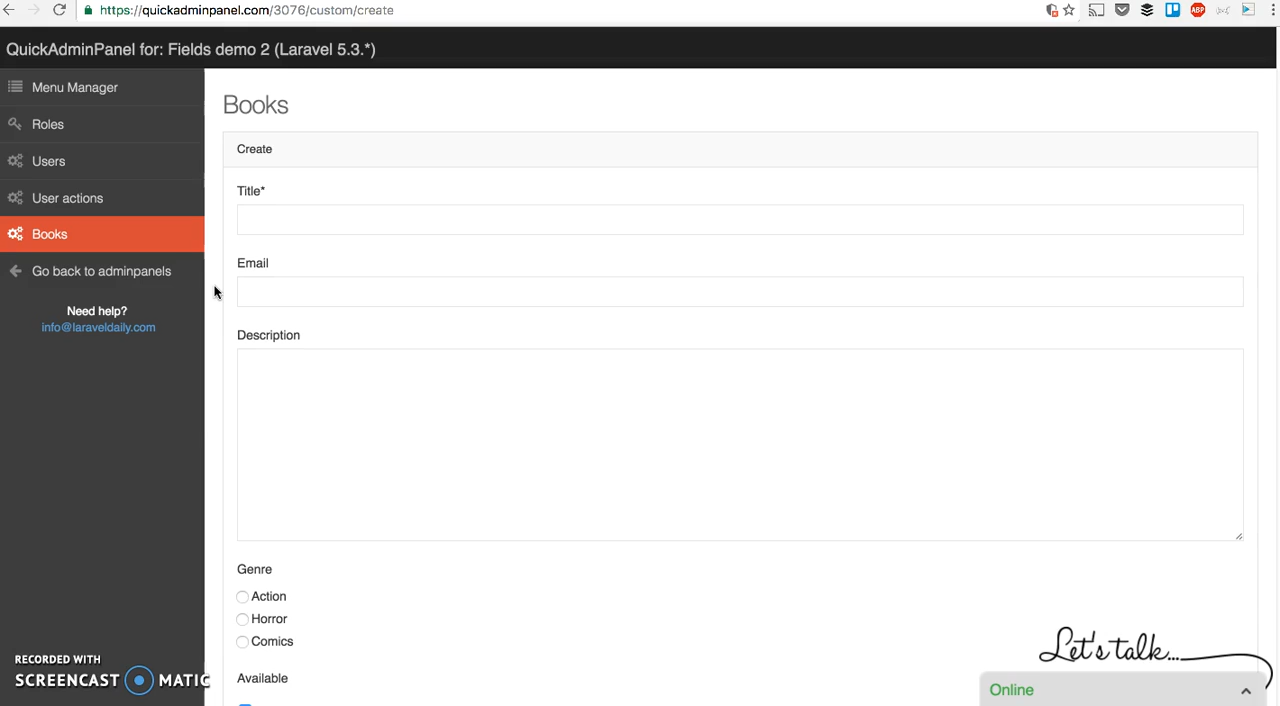 https://quickadminpanel.com/3076/custom/create
ABP
QuickAdminPanel for: Fields demo 2 (Laravel 5.3.*)
Menu Manager
Roles
Users
User actions
Books
Go back to adminpanels
Need help?
info@laraveldaily.com
Books
Create
Title*
Email
Description
Genre
Action
Horror
Comics
Available
RECORDED WITH
SCREENCAST MATIC
Let's talk...
Online